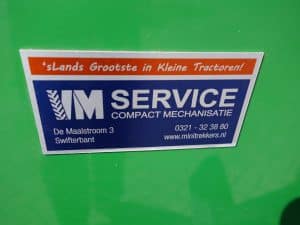 'sLands Grootste in Kleine Tractoren!
IM SERVICE
COMPACT MECHANISATIE
De Maalstroom 3
Swifterbant
0321 - 32 38 80
www.minitrekkers.nl